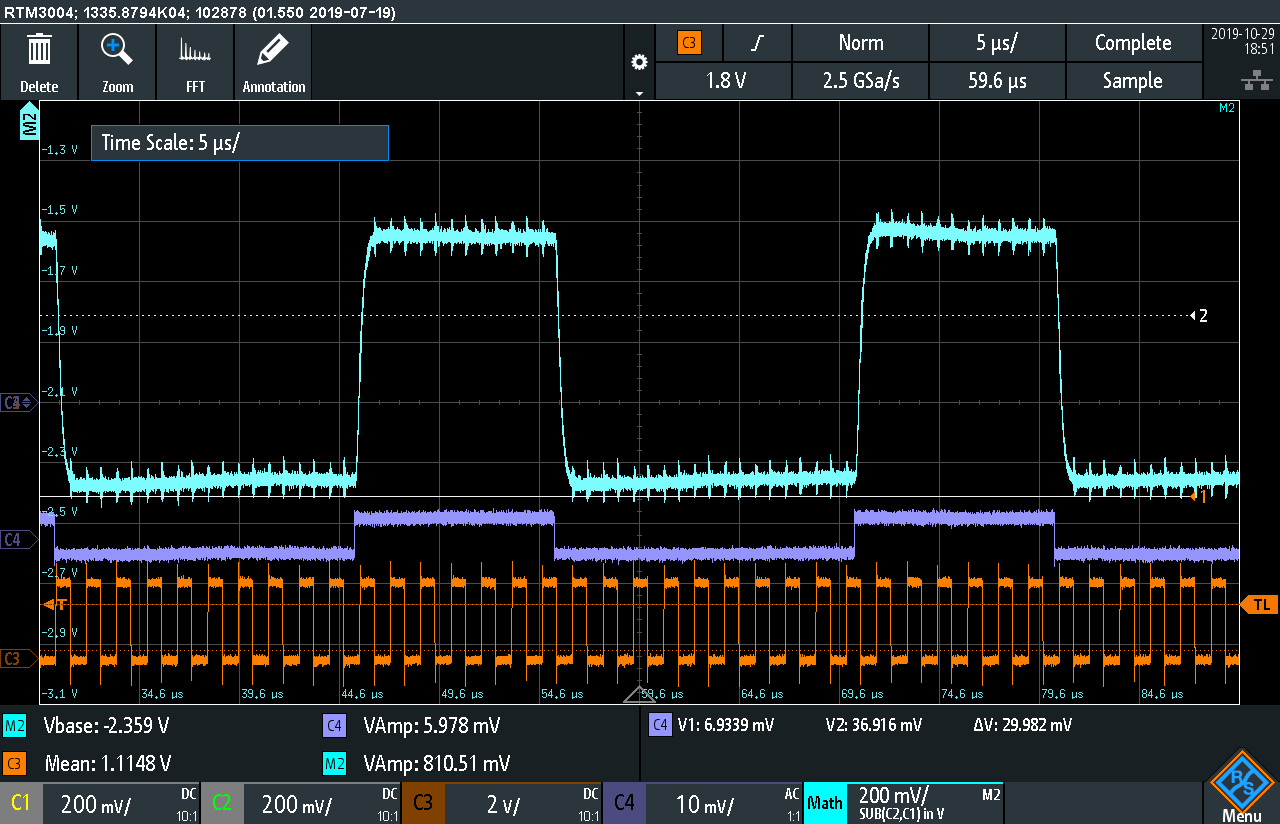 RTM3004; 1335.8794K04; 102878 (01.550 2019-07-19)
Delete
Zoom
FFT
Annotation
C3
Norm
5 µs/
Complete
1.8 V
2.5 GSa/s
59.6 µs
Sample
2019-10-29
18:51
M2
M2
Time Scale: 5 µs/
-1.3 V
-1.5 V
-1.7 V
-1.9 V
-2.1 V
-2.3 V
-2.5 V
-2.7 V
-2.9 V
-3.1 V
2
1
C4
T
TL
C3
34.6 µs
39.6 µs
44.6 µs
49.6 µs
54.6 µs
59.6 µs
64.6 µs
69.6 µs
74.6 µs
79.6 µs
84.6 µs
M2 Vbase: -2.359 V
C4 VAmp: 5.978 mV
C4 V1: 6.9339 mV V2: 36.916 mV ΔV: 29.982 mV
C3 Mean: 1.1148 V
M2 VAmp: 810.51 mV
C1 200 mV/ DC 10:1
C2 200 mV/ DC 10:1
C3 2 V/ DC 10:1
C4 10 mV/ AC 1:1
Math 200 mV/ M2
SUB(C2,C1) in V
R&S
Menu